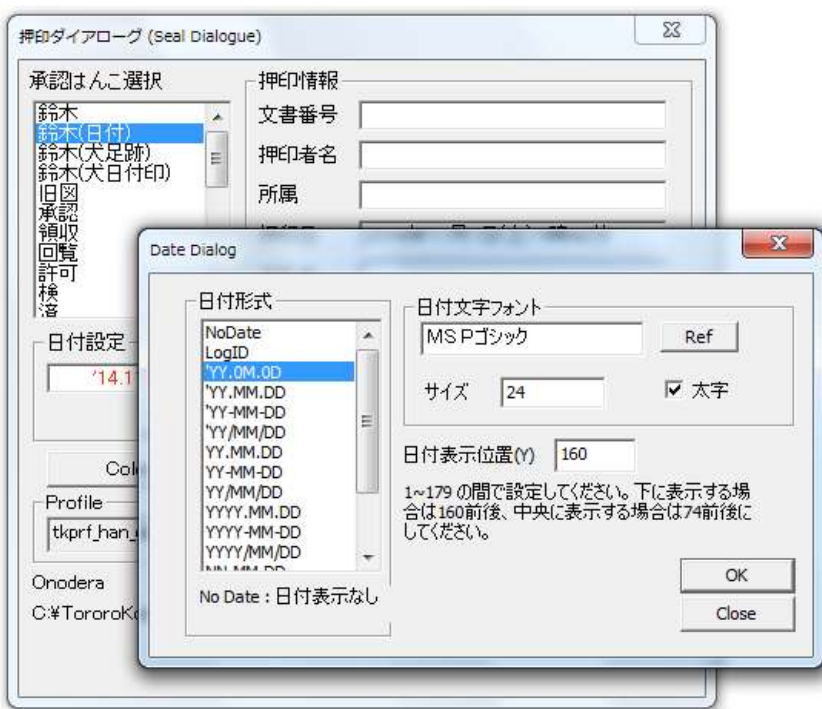 押印ダイアローグ (Seal Dialogue)
承認はんこ選択
鈴木
鈴木(日付)
鈴木(犬足跡)
鈴木(犬日付印)
旧図
承認
領収
回覧
許可
検
済
押印情報
文書番号
押印者名
所属
日付設定
'14.1
Profile
tkprf_han_
Onodera
Date Dialog
日付形式
NoDate
LogID
'YY.0M.0D
'YY.MM.DD
'YY-MM-DD
'YY/MM/DD
YY.MM.DD
YY-MM-DD
YY/MM/DD
YYYY.MM.DD
YYYY-MM-DD
YYYY/MM/DD
No Date : 日付表示なし
日付文字フォント
MS Pゴシック
Ref
サイズ 24
太字
日付表示位置(Y) 160
1~179 の間で設定してください。下に表示する場
合は160前後、中央に表示する場合は74前後に
してください。
OK
Close